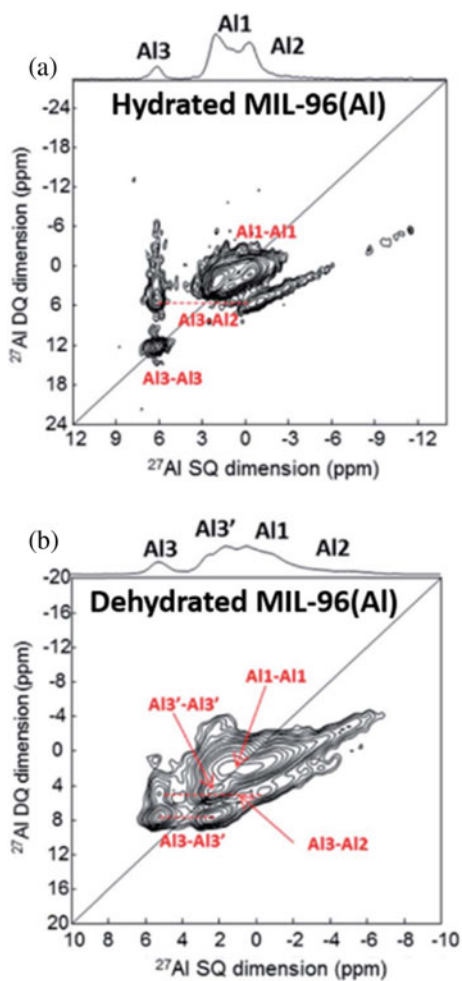 Al1
Al3
Al2
(a)
Hydrated MIL-96(Al)
-24
-18
-12
-6
0
6
12
18
24
27Al DQ dimension (ppm)
Al1-Al1
Al3-Al2
Al3-Al3
12 9 6 3 0 -3 -6 -9 -12
27Al SQ dimension (ppm)
(b)
Al3'
Al3
Al1
Al2
Dehydrated MIL-96(Al)
-20
-16
-12
-8
-4
0
4
8
12
16
20
27Al DQ dimension (ppm)
Al1-Al1
Al3'-Al3'
Al3-Al2
Al3-Al3'
10 8 6 4 2 0 -2 -4 -6 -8 -10
27Al SQ dimension (ppm)